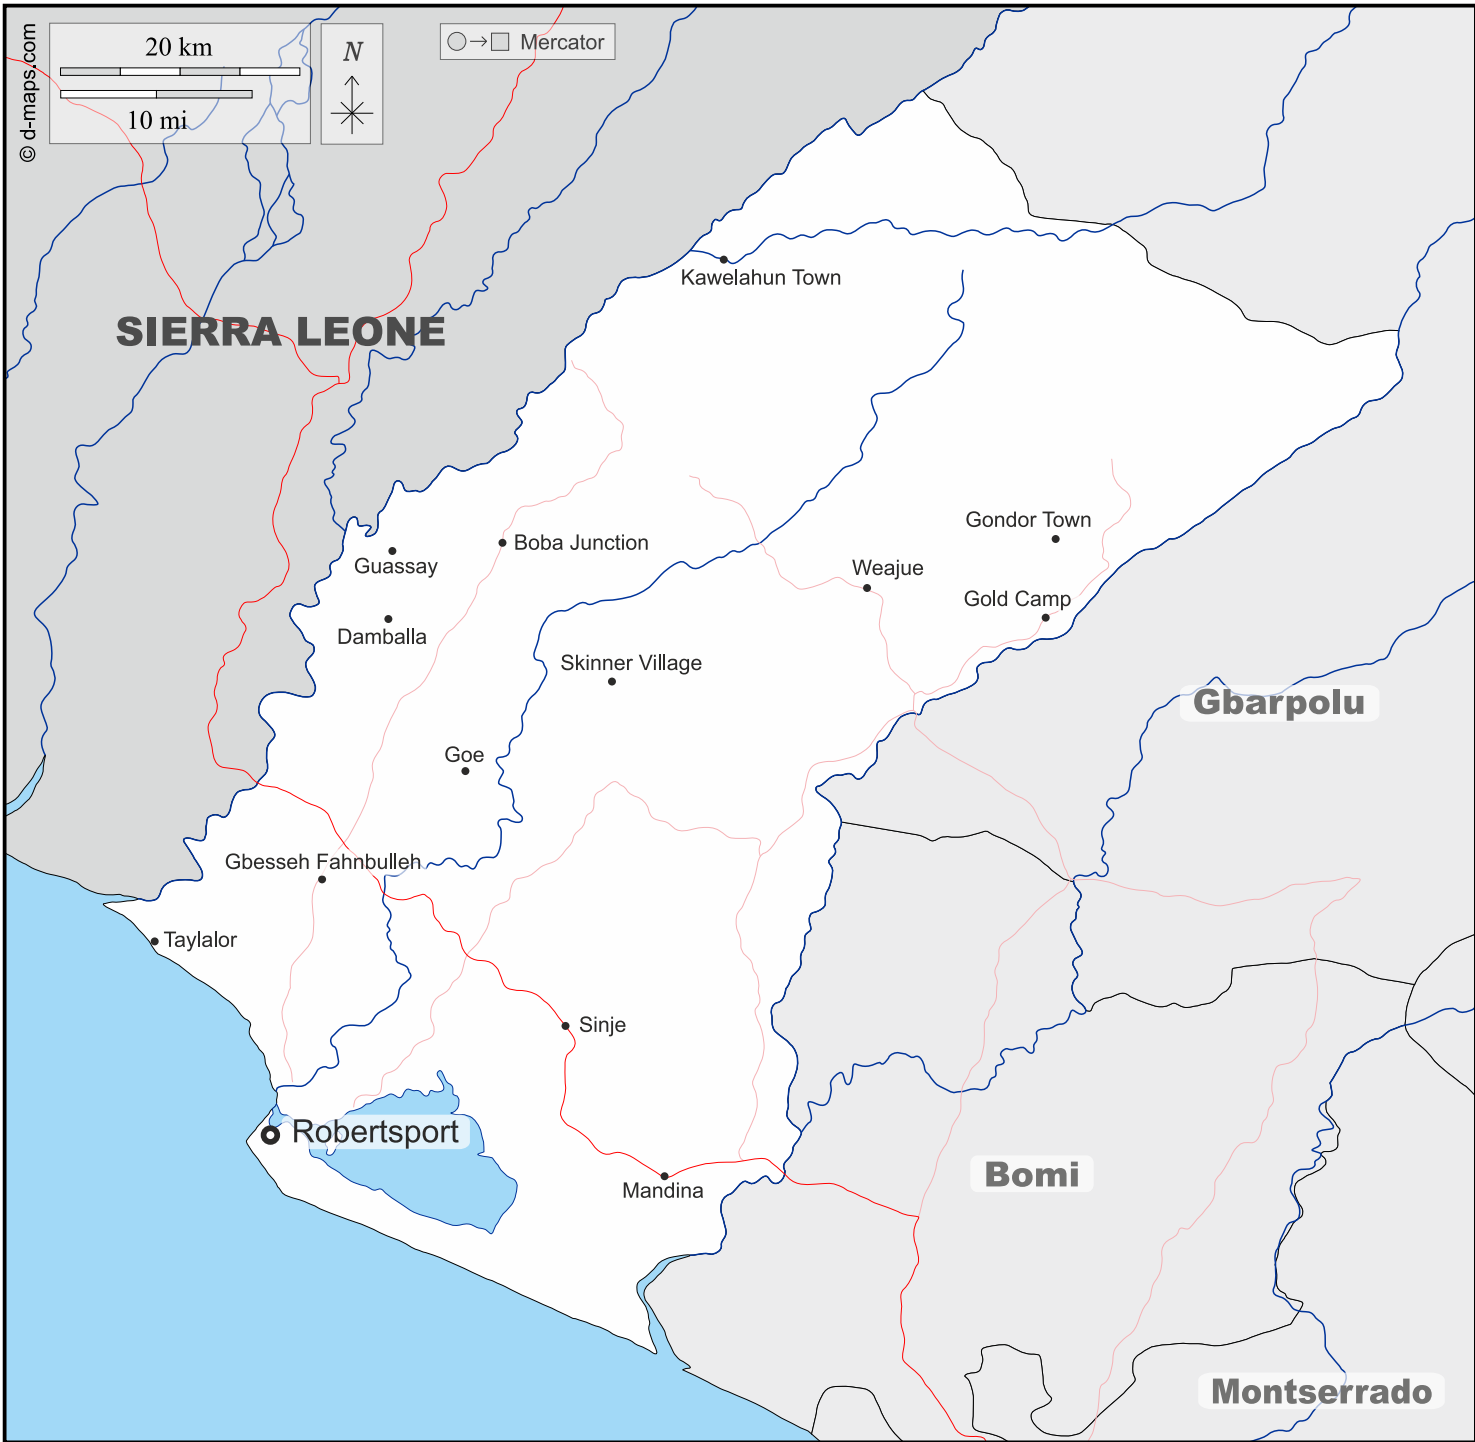 © d-maps.com
20 km
10 mi
N
Mercator
Kawelahun Town
SIERRA LEONE
Gondor Town
Boba Junction
Guassay
Weajue
Gold Camp
Damballa
Skinner Village
Gbarpolu
Goe
Gbesseh Fahnbulleh
Taylalor
Sinje
Robertsport
Mandina
Bomi
Montserrado